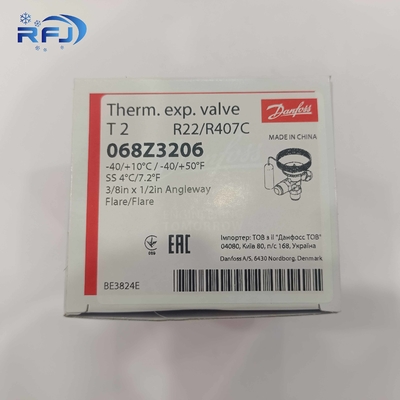 RFJ
Therm. exp. valve
T 2 R22/R407C
068Z3206
-40/+10°C / -40/+50°F
SS 4°C/7.2°F
3/8in x 1/2in Angleway
Flare/Flare
Danfoss
MADE IN CHINA
EAC
Імпортер: ТОВ з іі "Данфосс ТОВ"
04080, Київ 80, п/с 168, Україна
Danfoss A/S, 6430 Nordborg, Denmark
BE3824E